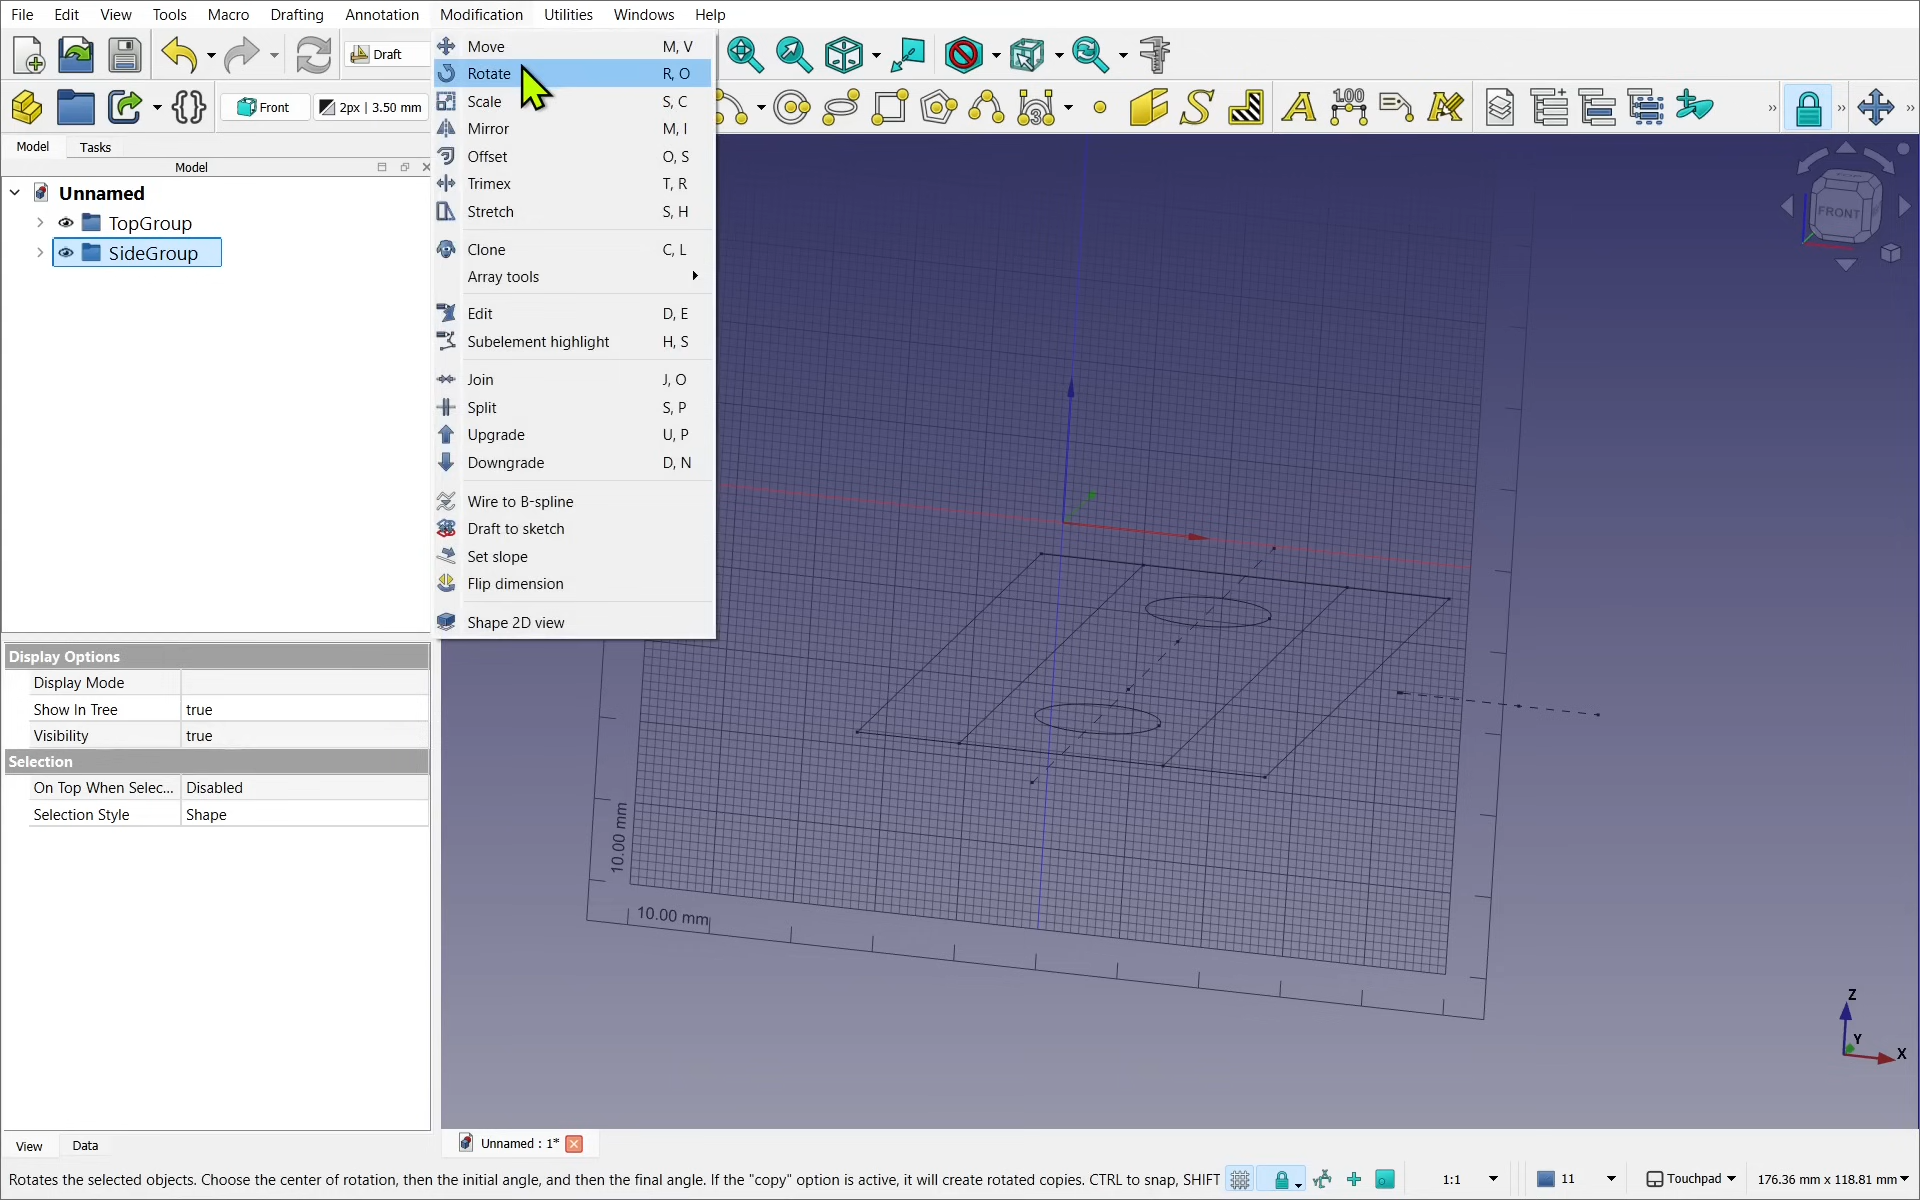 File Edit View Tools Macro Drafting Annotation Modification Utilities Windows Help
Draft
Front
2px | 3.50 mm
1.00
Model Tasks
Model
Unnamed
TopGroup
SideGroup
Move M, V
Rotate R, O
Scale S, C
Mirror M, I
Offset O, S
Trimex T, R
Stretch S, H
Clone C, L
Array tools
Edit D, E
Subelement highlight H, S
Join J, O
Split S, P
Upgrade U, P
Downgrade D, N
Wire to B-spline
Draft to sketch
Set slope
Flip dimension
Shape 2D view
FRONT
10.00 mm
10.00 mm
Z
Y
X
Display Options
Display Mode
Show In Tree true
Visibility true
Selection
On Top When Selec... Disabled
Selection Style Shape
View Data
Unnamed : 1*
Rotates the selected objects. Choose the center of rotation, then the initial angle, and then the final angle. If the "copy" option is active, it will create rotated copies. CTRL to snap, SHIFT
1:1
11
Touchpad
176.36 mm x 118.81 mm